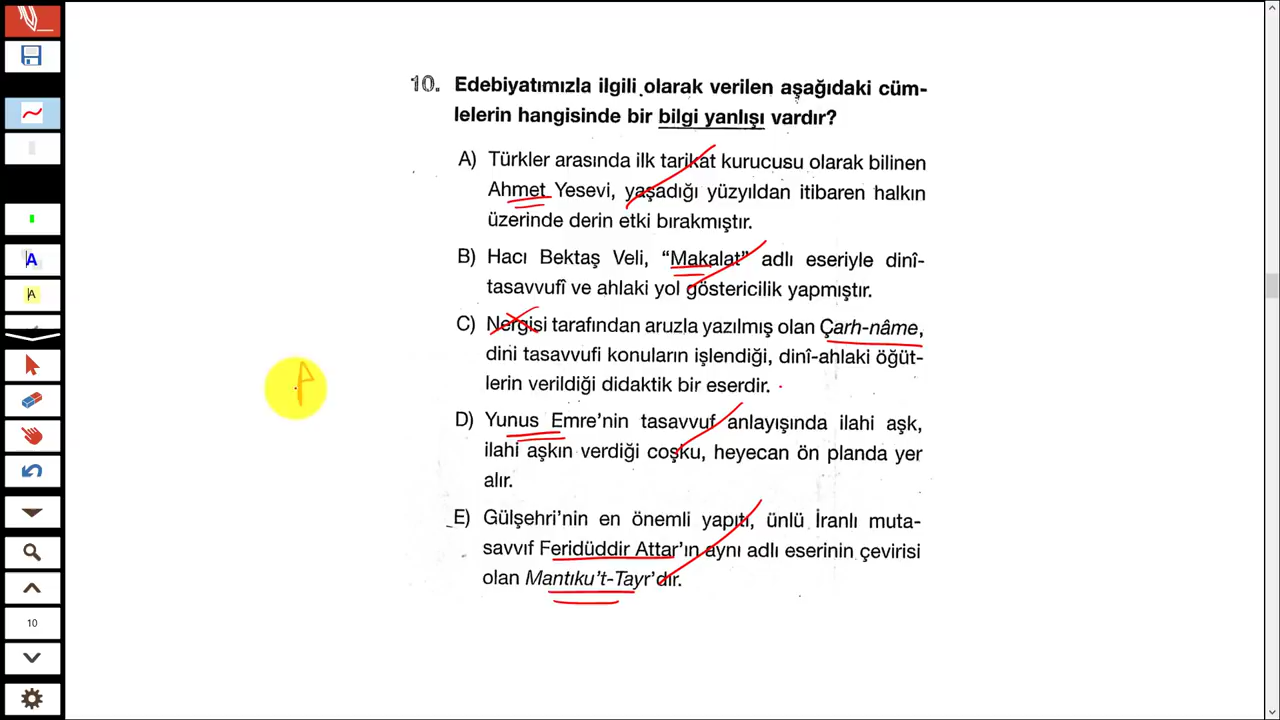 10. Edebiyatımızla ilgili olarak verilen aşağıdaki cüm-
lelerin hangisinde bir bilgi yanlışı vardır?
A) Türkler arasında ilk tarikat kurucusu olarak bilinen
Ahmet Yesevi, yaşadığı yüzyıldan itibaren halkın
üzerinde derin etki bırakmıştır.
B) Hacı Bektaş Veli, “Makalat” adlı eseriyle dinî-
tasavvufî ve ahlaki yol göstericilik yapmıştır.
C) Nergisi tarafından aruzla yazılmış olan Çarh-nâme,
dini tasavvufi konuların işlendiği, dinî-ahlaki öğüt-
lerin verildiği didaktik bir eserdir.
D) Yunus Emre’nin tasavvuf anlayışında ilahi aşk,
ilahi aşkın verdiği coşku, heyecan ön planda yer
alır.
E) Gülşehri’nin en önemli yapıtı, ünlü İranlı muta-
savvıf Feridüddir Attar’ın aynı adlı eserinin çevirisi
olan Mantıku’t-Tayr’dır.
A
A
10